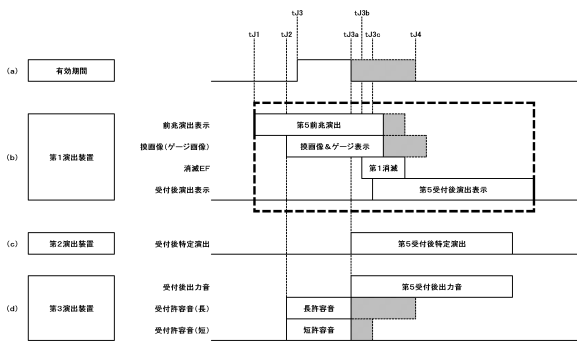 tJ3
tJ3b
tJ1
tJ2
tJ3a
tJ3c
tJ4
(a)
有効期間
(b)
第1演出装置
前兆演出表示
第5前兆演出
換画像(ゲージ画像)
換画像&ゲージ表示
消滅EF
第1消滅
受付後演出表示
第5受付後演出表示
(c)
第2演出装置
受付後特定演出
第5受付後特定演出
(d)
第3演出装置
受付後出力音
第5受付後出力音
受付許容音(長)
長許容音
受付許容音(短)
短許容音